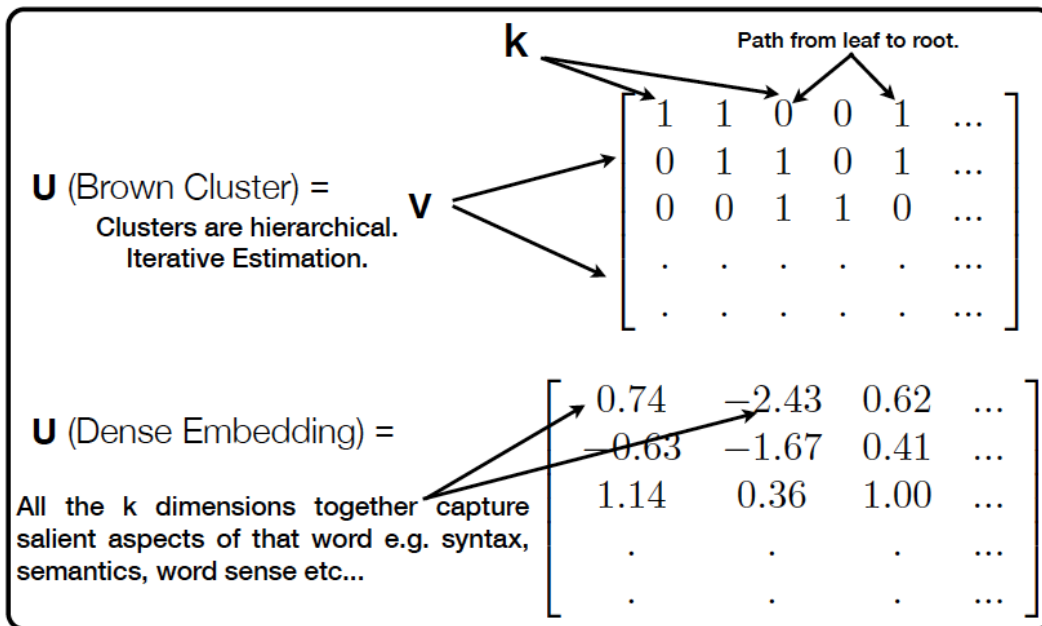 k
Path from leaf to root.
1 1 0 0 1 ...
0 1 1 0 1 ...
U (Brown Cluster) =
V
0 0 1 1 0 ...
Clusters are hierarchical.
Iterative Estimation.
. . . . . ...
. . . . . ...
0.74 −2.43 0.62 ...
U (Dense Embedding) =
−0.63 −1.67 0.41 ...
1.14 0.36 1.00 ...
. . . ...
. . . ...
All the k dimensions together capture
salient aspects of that word e.g. syntax,
semantics, word sense etc...